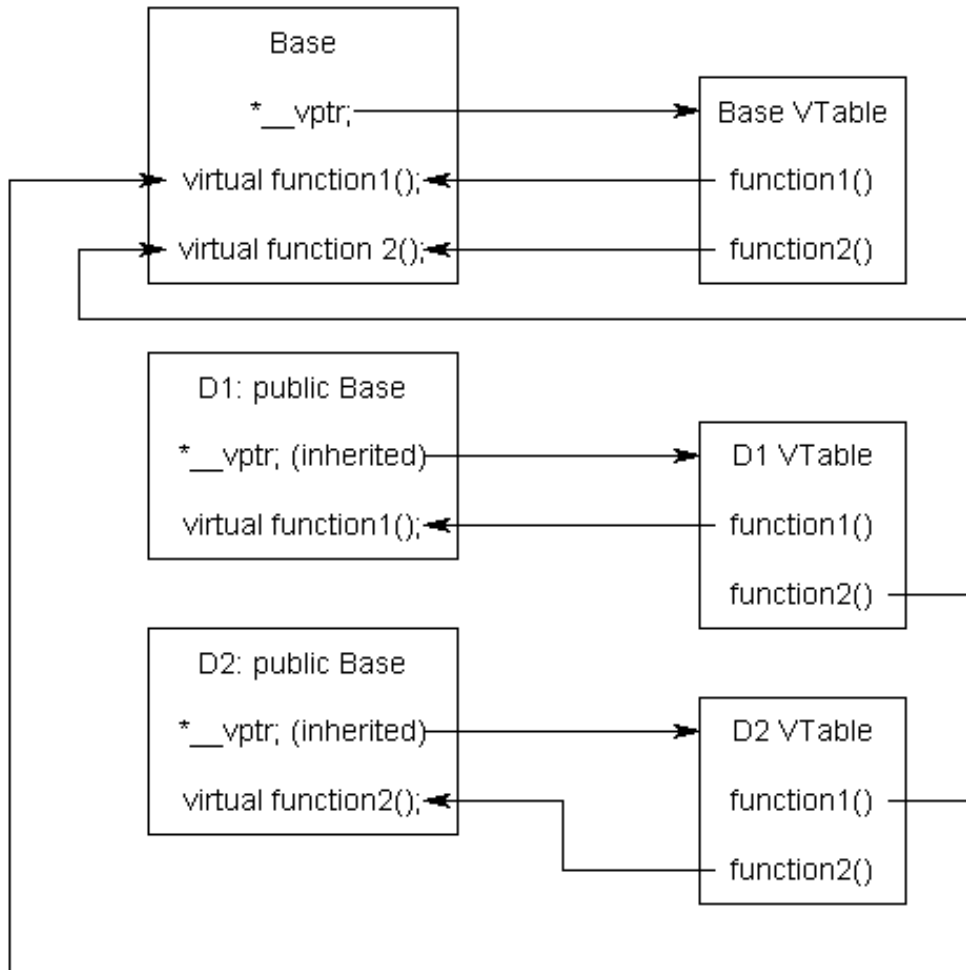 Base
*__vptr;
virtual function1();
virtual function 2();
Base VTable
function1()
function2()
D1: public Base
*__vptr; (inherited)
virtual function1();
D1 VTable
function1()
function2()
D2: public Base
*__vptr; (inherited)
virtual function2();
D2 VTable
function1()
function2()